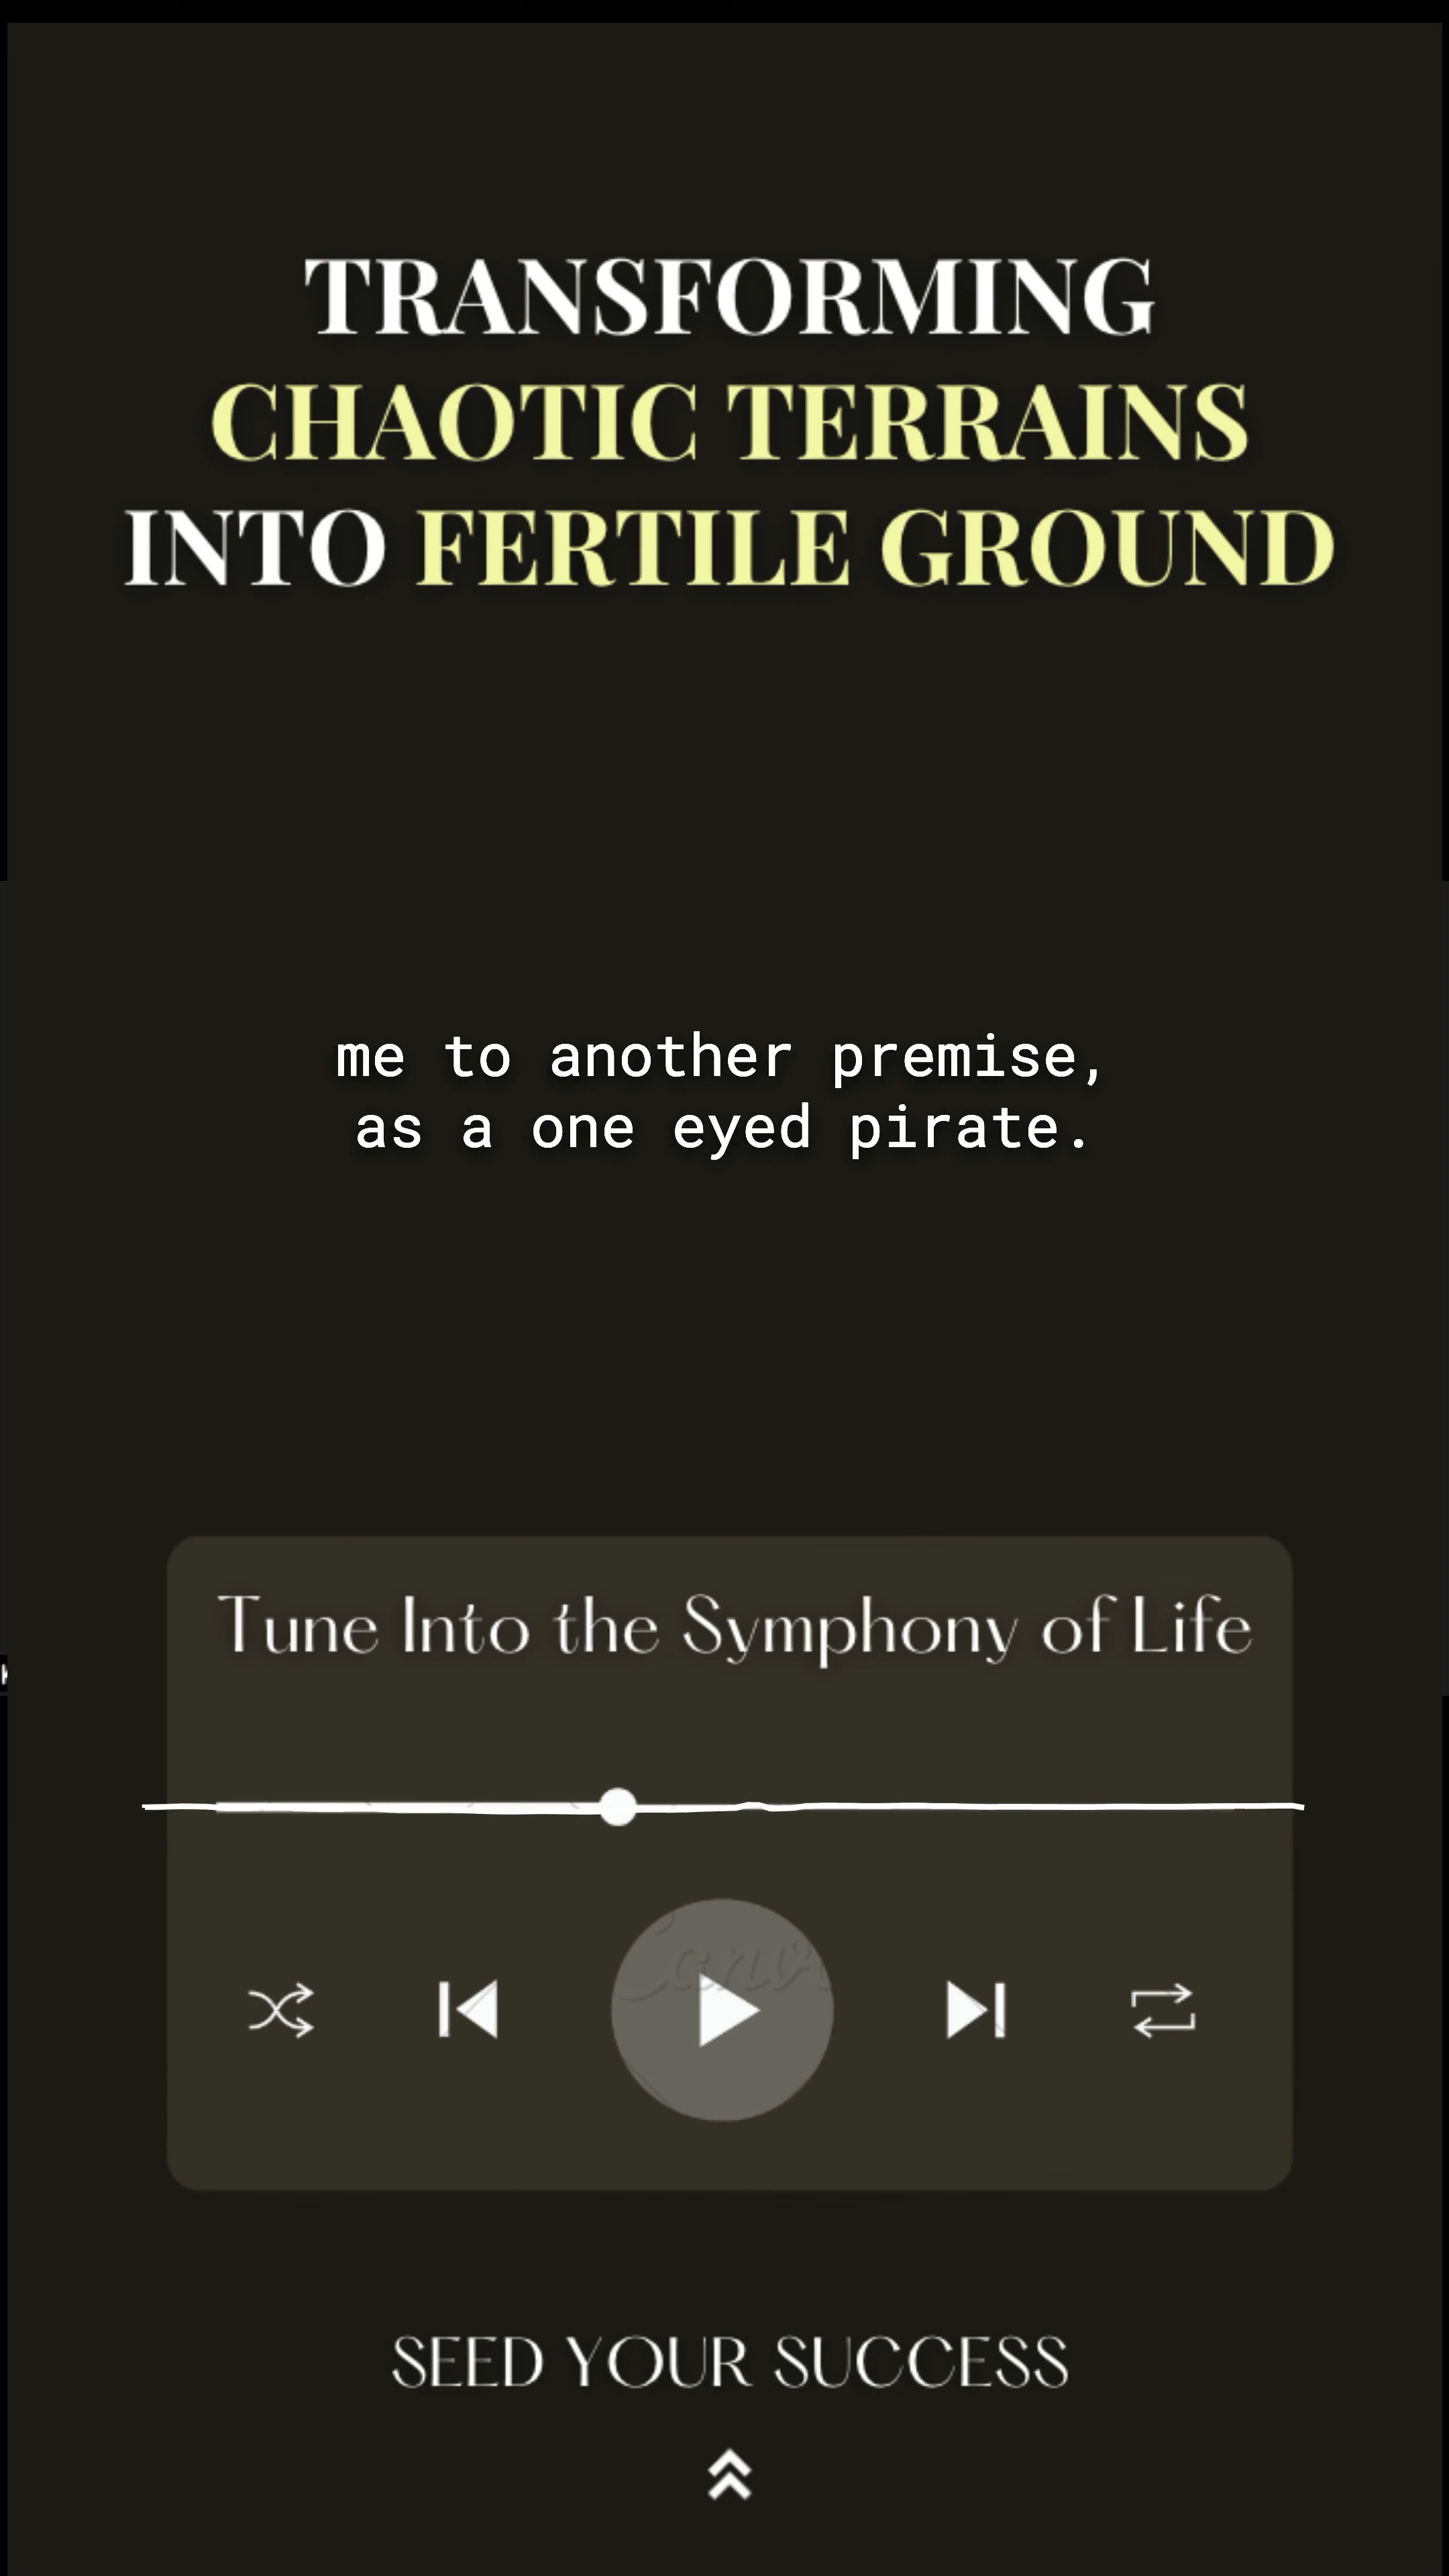 TRANSFORMING
CHAOTIC TERRAINS
INTO FERTILE GROUND
me to another premise,
as a one eyed pirate.
Tune Into the Symphony of Life
SEED YOUR SUCCESS